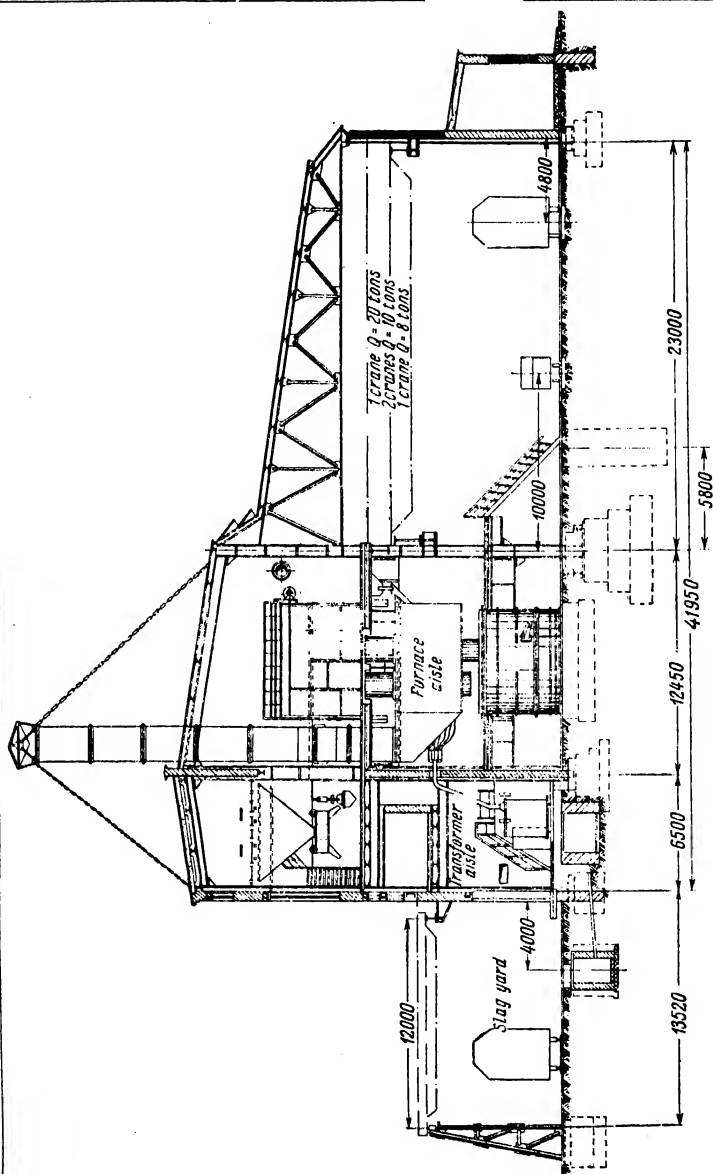 1 crane Q = 20 tons
2 cranes Q = 10 tons
1 crane Q = 8 tons
12000
Furnace
aisle
Transformer
aisle
Slag yard
4000
10000
4800
13520
6500
12450
23000
41950
5800